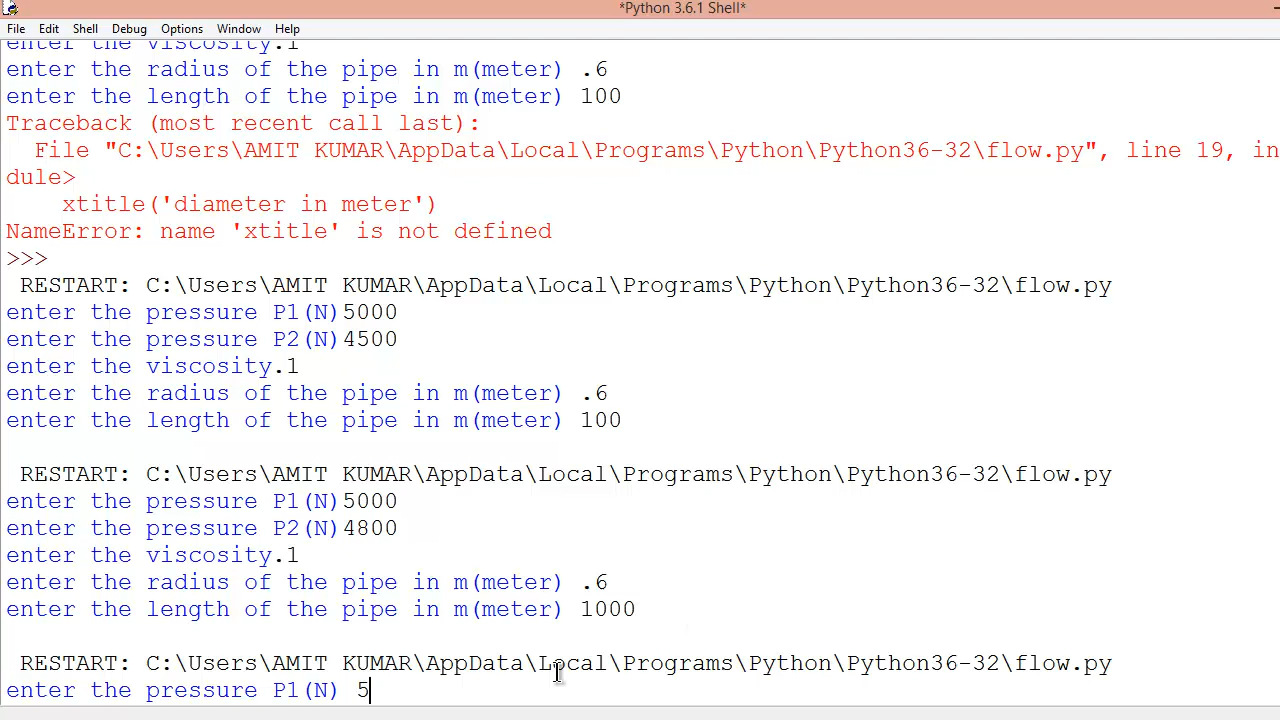 *Python 3.6.1 Shell*
File Edit Shell Debug Options Window Help
enter the viscosity.1
enter the radius of the pipe in m(meter) .6
enter the length of the pipe in m(meter) 100
Traceback (most recent call last):
File "C:\Users\AMIT KUMAR\AppData\Local\Programs\Python\Python36-32\flow.py", line 19, in
dule>
xtitle('diameter in meter')
NameError: name 'xtitle' is not defined
>>>
RESTART: C:\Users\AMIT KUMAR\AppData\Local\Programs\Python\Python36-32\flow.py
enter the pressure P1(N)5000
enter the pressure P2(N)4500
enter the viscosity.1
enter the radius of the pipe in m(meter) .6
enter the length of the pipe in m(meter) 100
RESTART: C:\Users\AMIT KUMAR\AppData\Local\Programs\Python\Python36-32\flow.py
enter the pressure P1(N)5000
enter the pressure P2(N)4800
enter the viscosity.1
enter the radius of the pipe in m(meter) .6
enter the length of the pipe in m(meter) 1000
RESTART: C:\Users\AMIT KUMAR\AppData\Local\Programs\Python\Python36-32\flow.py
enter the pressure P1(N) 5